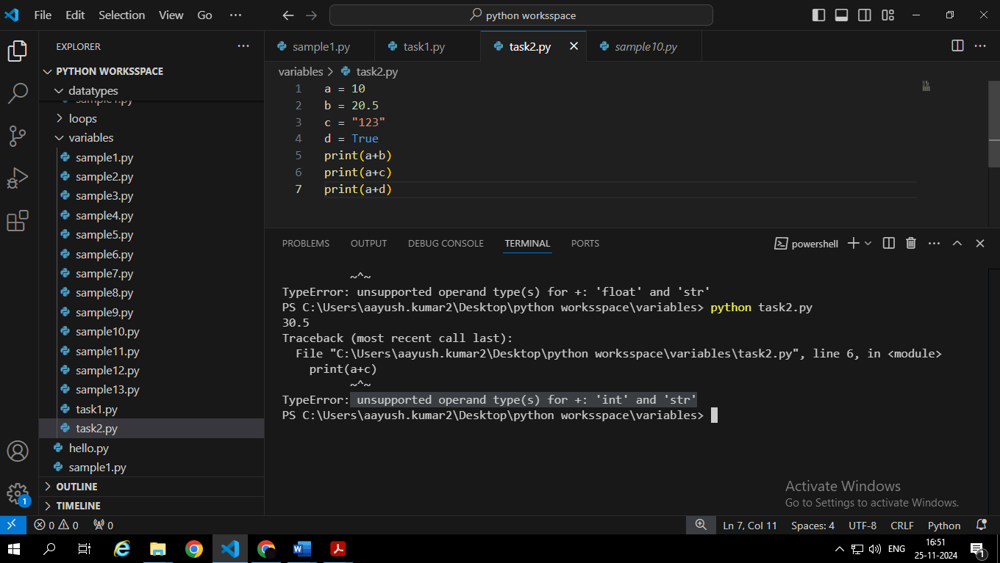 File Edit Selection View Go ··· python worksspace
EXPLORER ···
PYTHON WORKSSPACE
datatypes
sample1.py
loops
variables
sample1.py
sample2.py
sample3.py
sample4.py
sample5.py
sample6.py
sample7.py
sample8.py
sample9.py
sample10.py
sample11.py
sample12.py
sample13.py
task1.py
task2.py
hello.py
sample1.py
OUTLINE
TIMELINE
sample1.py task1.py task2.py sample10.py
variables > task2.py
1 a = 10
2 b = 20.5
3 c = "123"
4 d = True
5 print(a+b)
6 print(a+c)
7 print(a+d)
PROBLEMS OUTPUT DEBUG CONSOLE TERMINAL PORTS powershell
~^~
TypeError: unsupported operand type(s) for +: 'float' and 'str'
PS C:\Users\aayush.kumar2\Desktop\python worksspace\variables> python task2.py
30.5
Traceback (most recent call last):
File "C:\Users\aayush.kumar2\Desktop\python worksspace\variables\task2.py", line 6, in <module>
print(a+c)
~^~
TypeError: unsupported operand type(s) for +: 'int' and 'str'
PS C:\Users\aayush.kumar2\Desktop\python worksspace\variables>
Activate Windows
Go to Settings to activate Windows.
1
0 0 0 Ln 7, Col 11 Spaces: 4 UTF-8 CRLF Python
ENG 16:51
25-11-2024
1